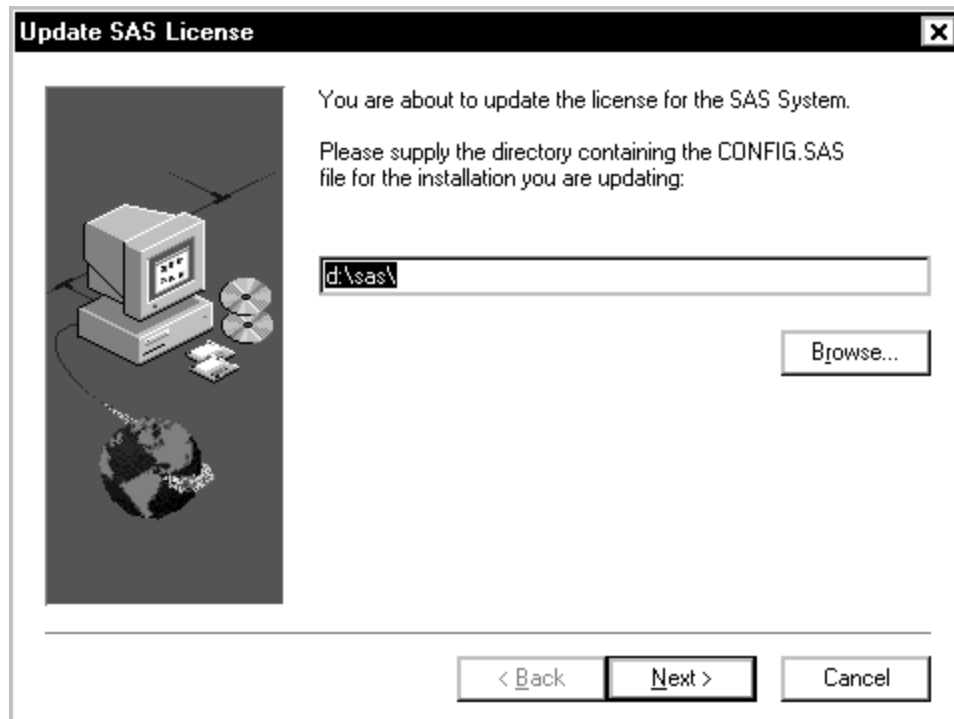 Update SAS License
You are about to update the license for the SAS System.
Please supply the directory containing the CONFIG.SAS
file for the installation you are updating:
d:\sas\
Browse...
< Back
Next >
Cancel